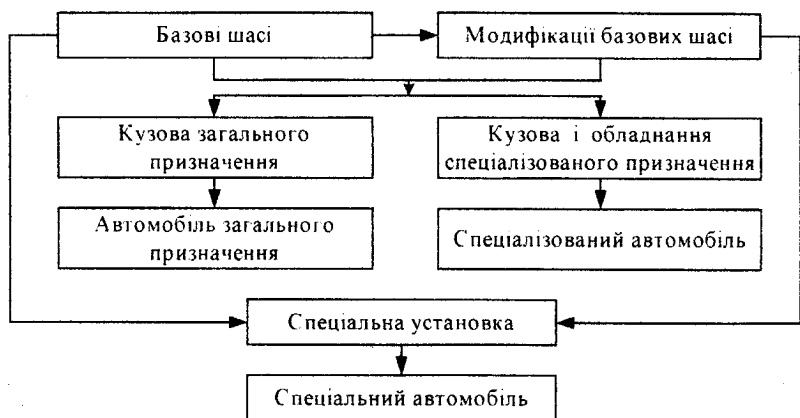 Базові шасі
Модифікації базових шасі
Кузова загального
призначення
Кузова і обладнання
спеціалізованого призначення
Автомобіль загального
призначення
Спеціалізований автомобіль
Спеціальна установка
Спеціальний автомобіль